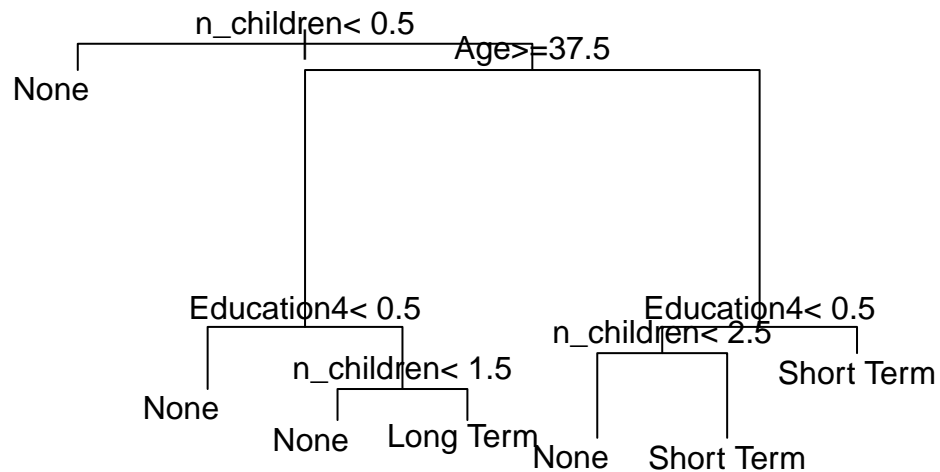 n_children< 0.5
Age>=37.5
None
Education4< 0.5
Education4< 0.5
n_children< 2.5
n_children< 1.5
Short Term
None
None
Long Term
None
Short Term